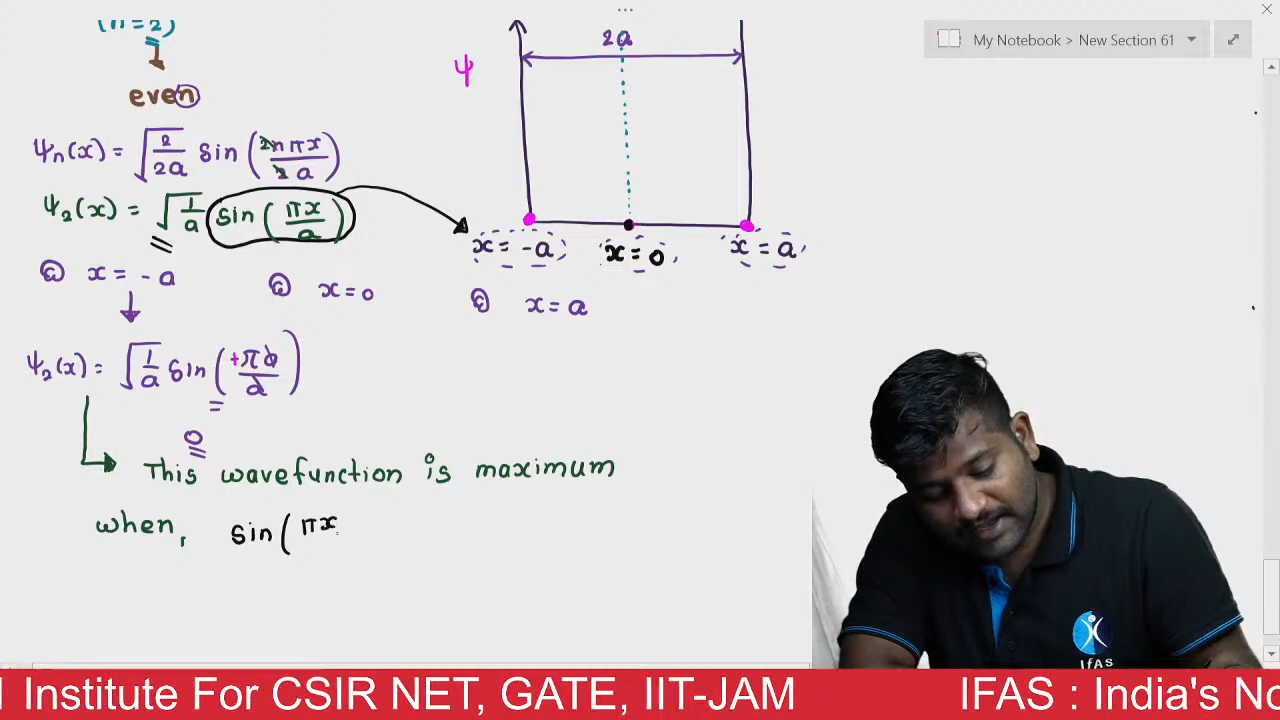 (n=2)
even
ψn(x) = √2/2a sin (2nπx/2a)
ψ2(x) = √1/a sin (πx/a)
@ x = -a
@ x = 0
@ x = a
ψ2(x) = √1/a sin (+πa/a)
0
This wavefunction is maximum
when, sin (πx
2a
ψ
x = -a
x = 0
x = a
My Notebook > New Section 61
IFAS
Institute For CSIR NET, GATE, IIT-JAM
IFAS : India's No